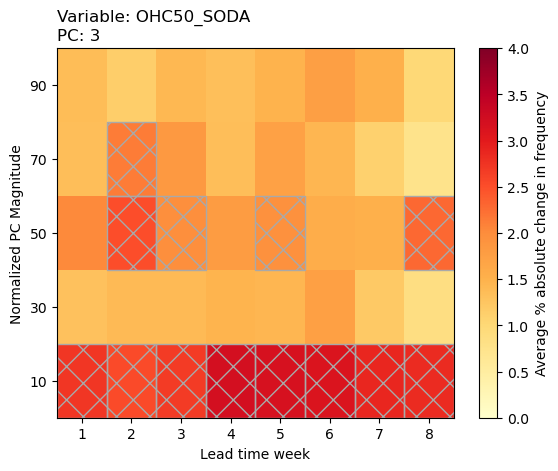 Variable: OHC50_SODA
PC: 3
90
70
50
30
10
Normalized PC Magnitude
1 2 3 4 5 6 7 8
Lead time week
4.0
3.5
3.0
2.5
2.0
1.5
1.0
0.5
0.0
Average % absolute change in frequency